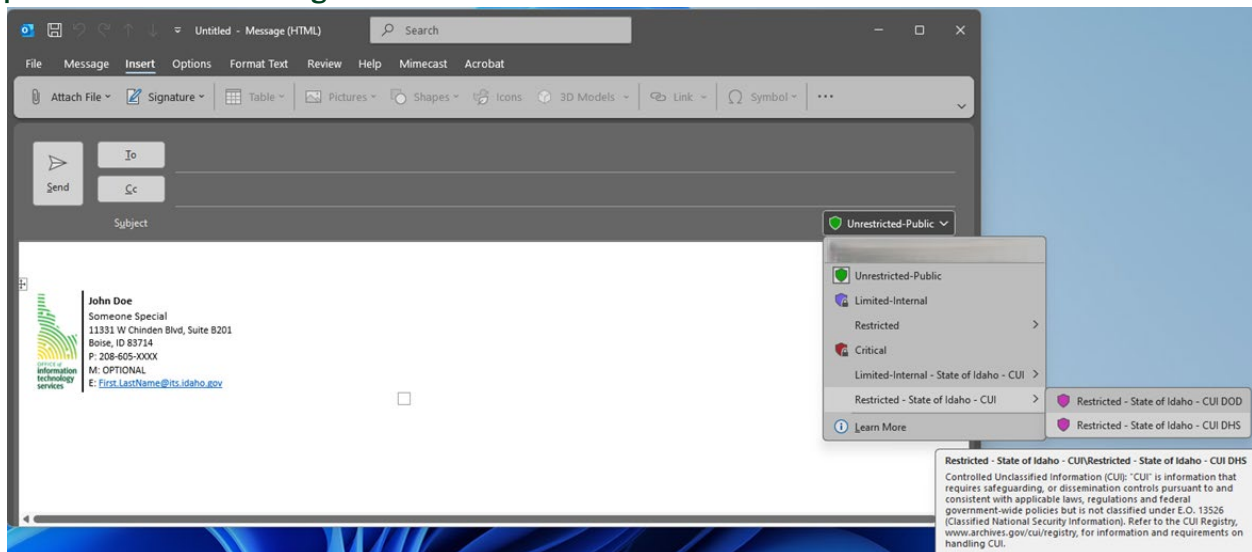 Untitled - Message (HTML)
Search
File Message Insert Options Format Text Review Help Mimecast Acrobat
Attach File Signature Table Pictures Shapes Icons 3D Models Link Symbol ...
To
Send
Cc
Subject
Unrestricted-Public
Unrestricted-Public
Limited-Internal
Restricted
Critical
Limited-Internal - State of Idaho - CUI
Restricted - State of Idaho - CUI
Learn More
Restricted - State of Idaho - CUI DOD
Restricted - State of Idaho - CUI DHS
John Doe
Someone Special
11331 W Chinden Blvd, Suite B201
Boise, ID 83714
P: 208-605-XXXX
M: OPTIONAL
E: First.LastName@its.idaho.gov
OFFICE of
information
technology
services
Restricted - State of Idaho - CUI\Restricted - State of Idaho - CUI DHS
Controlled Unclassified Information (CUI): "CUI" is information that
requires safeguarding, or dissemination controls pursuant to and
consistent with applicable laws, regulations and federal
government-wide policies but is not classified under E.O. 13526
(Classified National Security Information). Refer to the CUI Registry,
www.archives.gov/cui/registry, for information and requirements on
handling CUI.